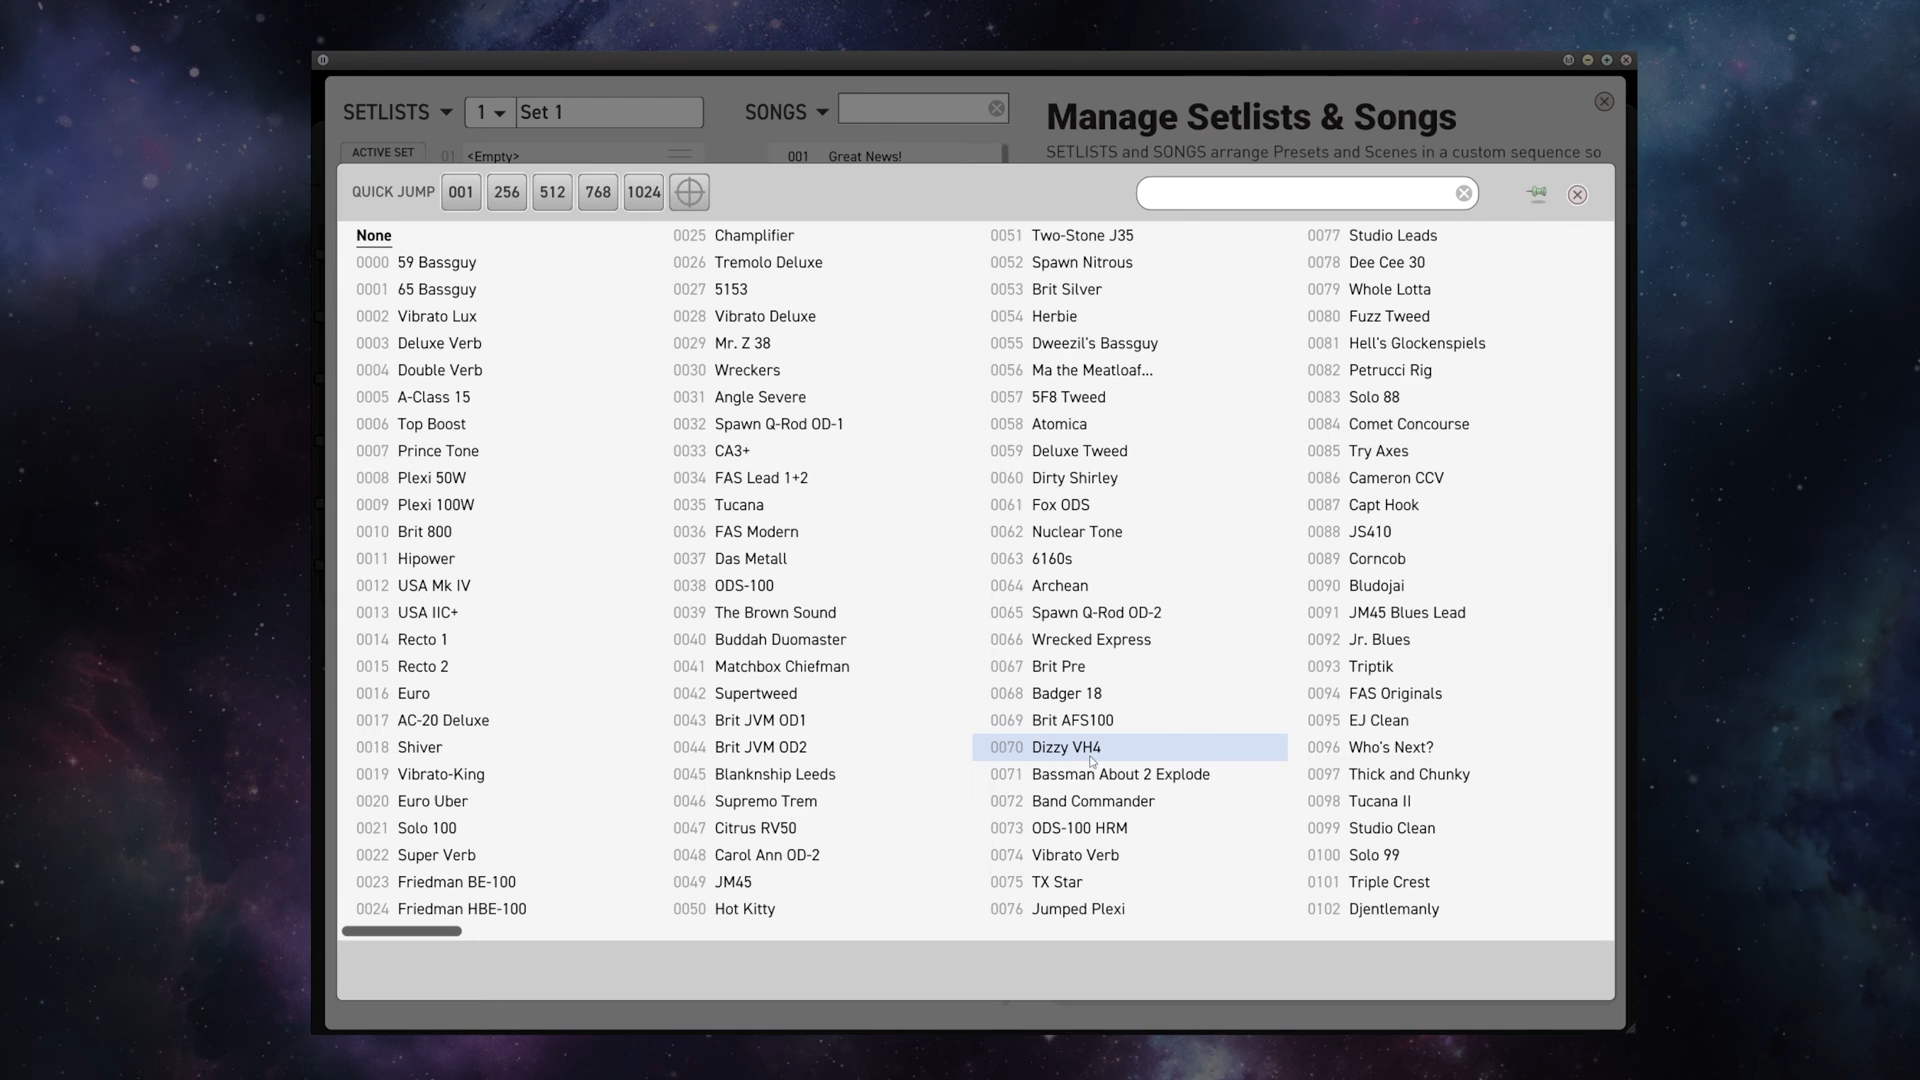 SETLISTS 1 Set 1 SONGS Manage Setlists & Songs
ACTIVE SET 01 <Empty> 001 Great News! SETLISTS and SONGS arrange Presets and Scenes in a custom sequence so
QUICK JUMP 001 256 512 768 1024
None
0000 59 Bassguy
0001 65 Bassguy
0002 Vibrato Lux
0003 Deluxe Verb
0004 Double Verb
0005 A-Class 15
0006 Top Boost
0007 Prince Tone
0008 Plexi 50W
0009 Plexi 100W
0010 Brit 800
0011 Hipower
0012 USA Mk IV
0013 USA IIC+
0014 Recto 1
0015 Recto 2
0016 Euro
0017 AC-20 Deluxe
0018 Shiver
0019 Vibrato-King
0020 Euro Uber
0021 Solo 100
0022 Super Verb
0023 Friedman BE-100
0024 Friedman HBE-100
0025 Champlifier
0026 Tremolo Deluxe
0027 5153
0028 Vibrato Deluxe
0029 Mr. Z 38
0030 Wreckers
0031 Angle Severe
0032 Spawn Q-Rod OD-1
0033 CA3+
0034 FAS Lead 1+2
0035 Tucana
0036 FAS Modern
0037 Das Metall
0038 ODS-100
0039 The Brown Sound
0040 Buddah Duomaster
0041 Matchbox Chiefman
0042 Supertweed
0043 Brit JVM OD1
0044 Brit JVM OD2
0045 Blanknship Leeds
0046 Supremo Trem
0047 Citrus RV50
0048 Carol Ann OD-2
0049 JM45
0050 Hot Kitty
0051 Two-Stone J35
0052 Spawn Nitrous
0053 Brit Silver
0054 Herbie
0055 Dweezil's Bassguy
0056 Ma the Meatloaf...
0057 5F8 Tweed
0058 Atomica
0059 Deluxe Tweed
0060 Dirty Shirley
0061 Fox ODS
0062 Nuclear Tone
0063 6160s
0064 Archean
0065 Spawn Q-Rod OD-2
0066 Wrecked Express
0067 Brit Pre
0068 Badger 18
0069 Brit AFS100
0070 Dizzy VH4
0071 Bassman About 2 Explode
0072 Band Commander
0073 ODS-100 HRM
0074 Vibrato Verb
0075 TX Star
0076 Jumped Plexi
0077 Studio Leads
0078 Dee Cee 30
0079 Whole Lotta
0080 Fuzz Tweed
0081 Hell's Glockenspiels
0082 Petrucci Rig
0083 Solo 88
0084 Comet Concourse
0085 Try Axes
0086 Cameron CCV
0087 Capt Hook
0088 JS410
0089 Corncob
0090 Bludojai
0091 JM45 Blues Lead
0092 Jr. Blues
0093 Triptik
0094 FAS Originals
0095 EJ Clean
0096 Who's Next?
0097 Thick and Chunky
0098 Tucana II
0099 Studio Clean
0100 Solo 99
0101 Triple Crest
0102 Djentlemanly